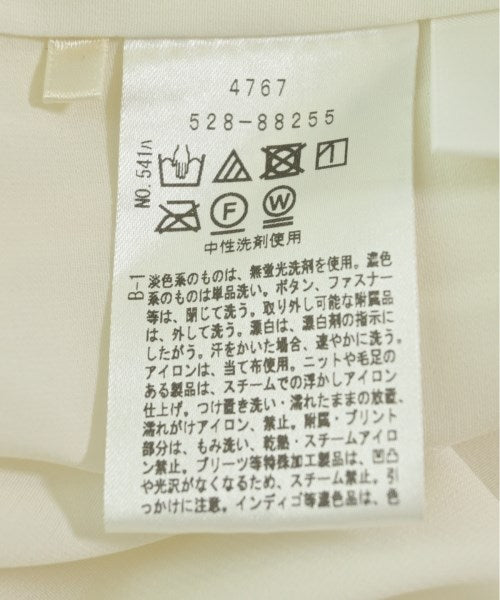 4767
528-88255
NO.541ハ
F
W
中性洗剤使用
B-1
淡色系のものは、無蛍光洗剤を使用。濃色
系のものは単品洗い。ボタン、ファスナー
等は、閉じて洗う。取り外し可能な附属品
は、外して洗う。漂白は、漂白剤の指示に
したがう。汗をかいた場合、速やかに洗う。
アイロンは、当て布使用。ニットや毛足の
ある製品は、スチームでの浮かしアイロン
仕上げ。つけ置き洗い・濡れたままの放置、
濡れがけアイロン、禁止。附属・プリント
部分は、もみ洗い、乾熱・スチームアイロ
ン禁止。プリーツ等特殊加工製品は、凹凸
や光沢がなくなるため、スチーム禁止。引
っかけに注意。インディゴ等濃色品は、色